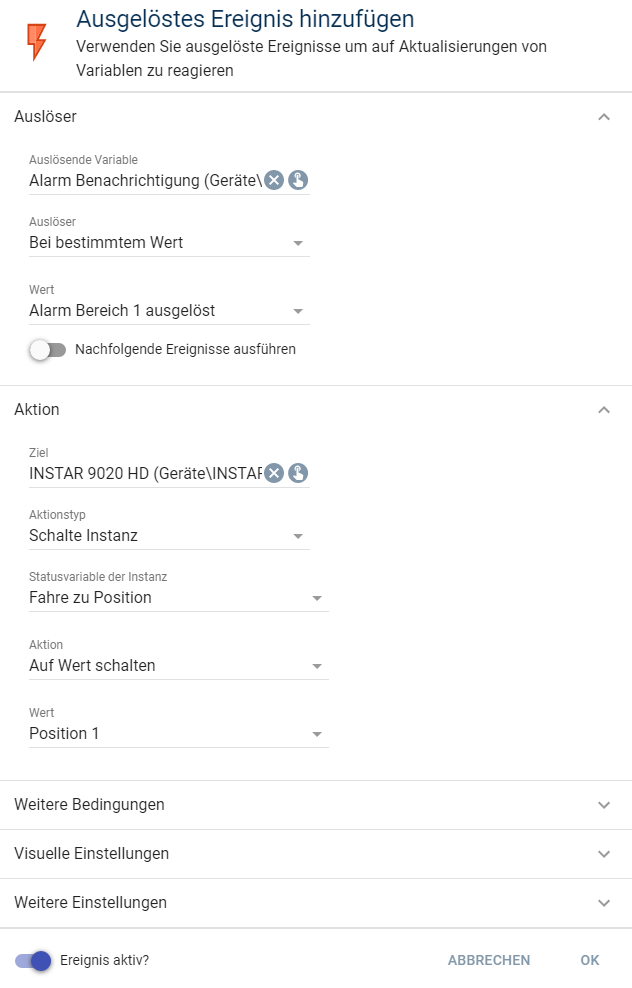 Ausgelöstes Ereignis hinzufügen
Verwenden Sie ausgelöste Ereignisse um auf Aktualisierungen von
Variablen zu reagieren
Auslöser
Auslösende Variable
Alarm Benachrichtigung (Geräte\
Auslöser
Bei bestimmtem Wert
Wert
Alarm Bereich 1 ausgelöst
Nachfolgende Ereignisse ausführen
Aktion
Ziel
INSTAR 9020 HD (Geräte\INSTAR
Aktionstyp
Schalte Instanz
Statusvariable der Instanz
Fahre zu Position
Aktion
Auf Wert schalten
Wert
Position 1
Weitere Bedingungen
Visuelle Einstellungen
Weitere Einstellungen
Ereignis aktiv?
ABBRECHEN
OK